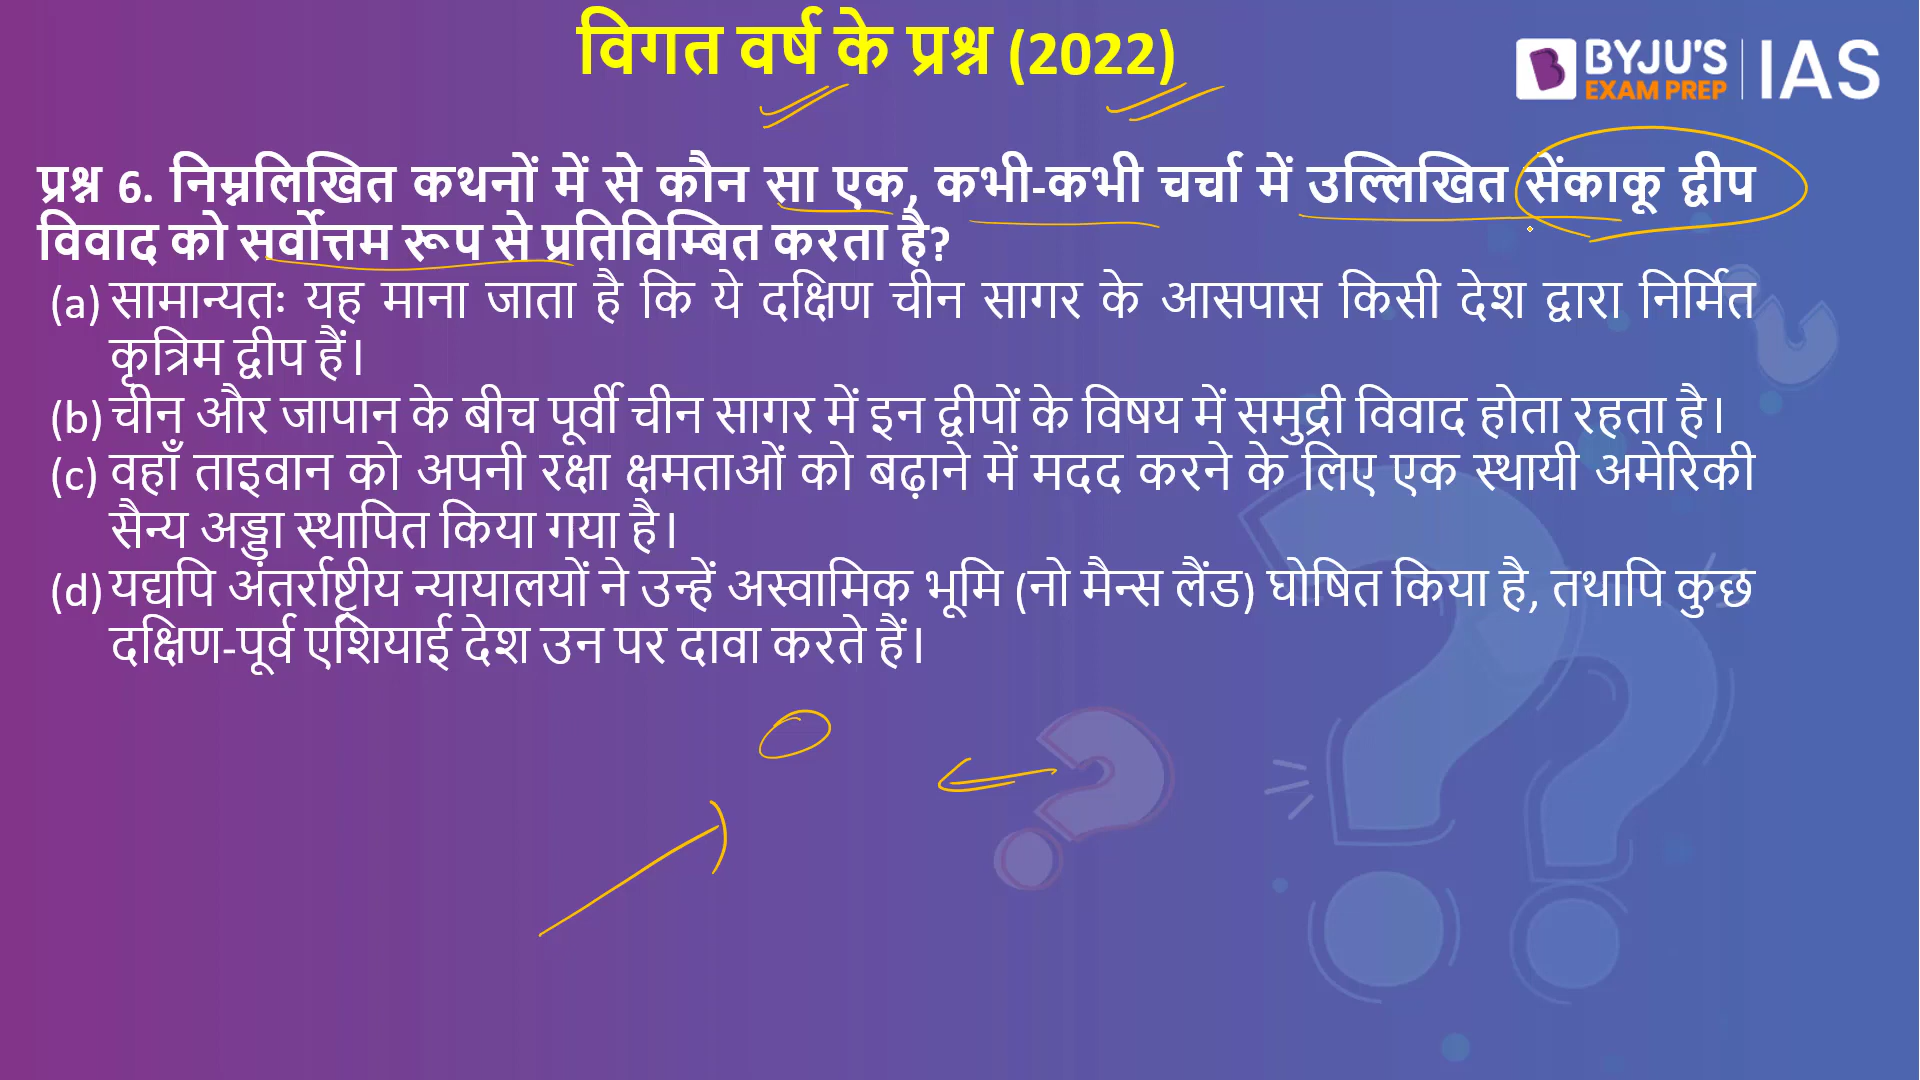 विगत वर्ष के प्रश्न (2022)
BYJU'S
EXAM PREP
IAS
प्रश्न 6. निम्नलिखित कथनों में से कौन सा एक, कभी-कभी चर्चा में उल्लिखित सेंकाकू द्वीप
विवाद को सर्वोत्तम रूप से प्रतिविम्बित करता है?
(a) सामान्यतः यह माना जाता है कि ये दक्षिण चीन सागर के आसपास किसी देश द्वारा निर्मित
कृत्रिम द्वीप हैं।
(b) चीन और जापान के बीच पूर्वी चीन सागर में इन द्वीपों के विषय में समुद्री विवाद होता रहता है।
(c) वहाँ ताइवान को अपनी रक्षा क्षमताओं को बढ़ाने में मदद करने के लिए एक स्थायी अमेरिकी
सैन्य अड्डा स्थापित किया गया है।
(d) यद्यपि अंतर्राष्ट्रीय न्यायालयों ने उन्हें अस्वामिक भूमि (नो मैन्स लैंड) घोषित किया है, तथापि कुछ
दक्षिण-पूर्व एशियाई देश उन पर दावा करते हैं।